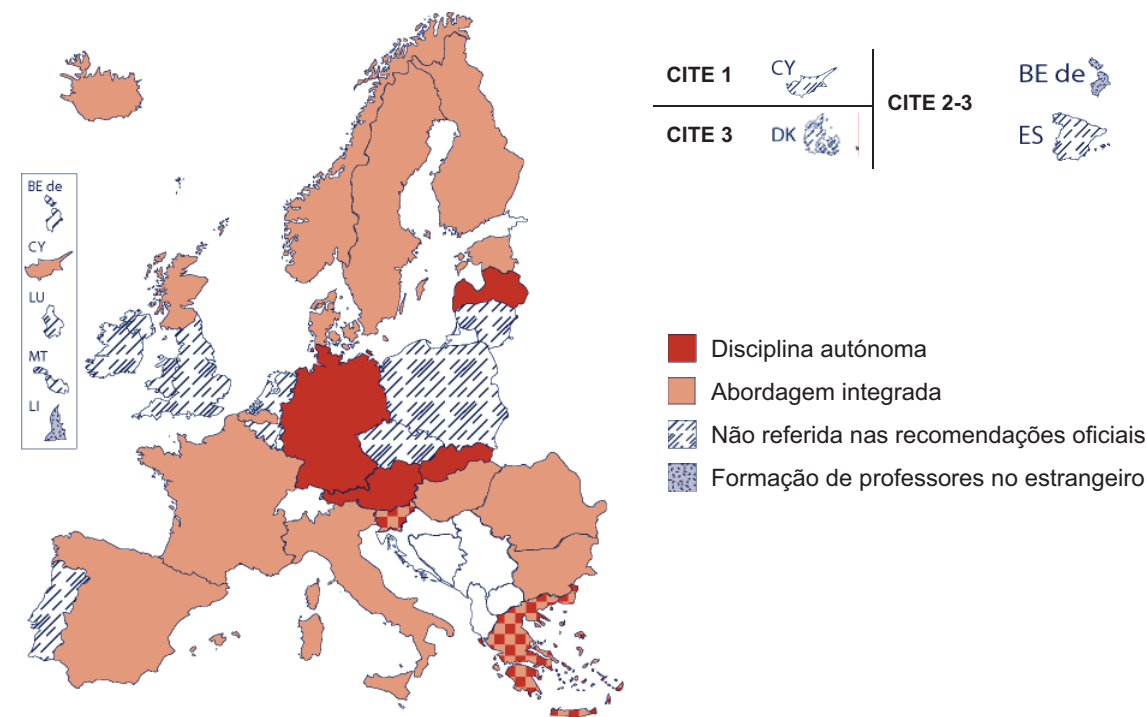 CITE 1
CY
CITE 3
DK
CITE 2-3
BE de
ES
BE de
CY
LU
MT
LI
Disciplina autónoma
Abordagem integrada
Não referida nas recomendações oficiais
Formação de professores no estrangeiro